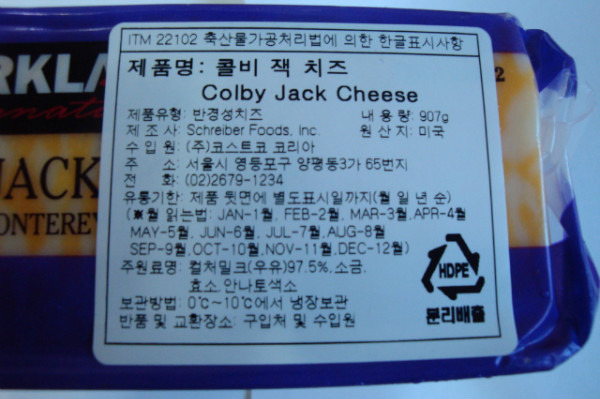 ITM 22102 축산물가공처리법에 의한 한글표시사항
제품명: 콜비 잭 치즈
Colby Jack Cheese
제품유형: 반경성치즈 내 용 량: 907g
제 조 사: Schreiber Foods, Inc. 원 산 지: 미국
수 입 원: (주)코스트코 코리아
주 소: 서울시 영등포구 양평동3가 65번지
전 화: (02)2679-1234
유통기한: 제품 뒷면에 별도표시일까지(월 일 년 순)
(※월 읽는법: JAN-1월, FEB-2월, MAR-3월,APR-4월
MAY-5월, JUN-6월, JUL-7월,AUG-8월
SEP-9월,OCT-10월,NOV-11월,DEC-12월)
주원료명: 컬처밀크(우유)97.5%,소금,
효소,안나토색소
보관방법: 0℃~10℃에서 냉장보관
반품 및 교환장소: 구입처 및 수입원
HDPE
분리배출
RKLA
JACK
ONTEREY
2